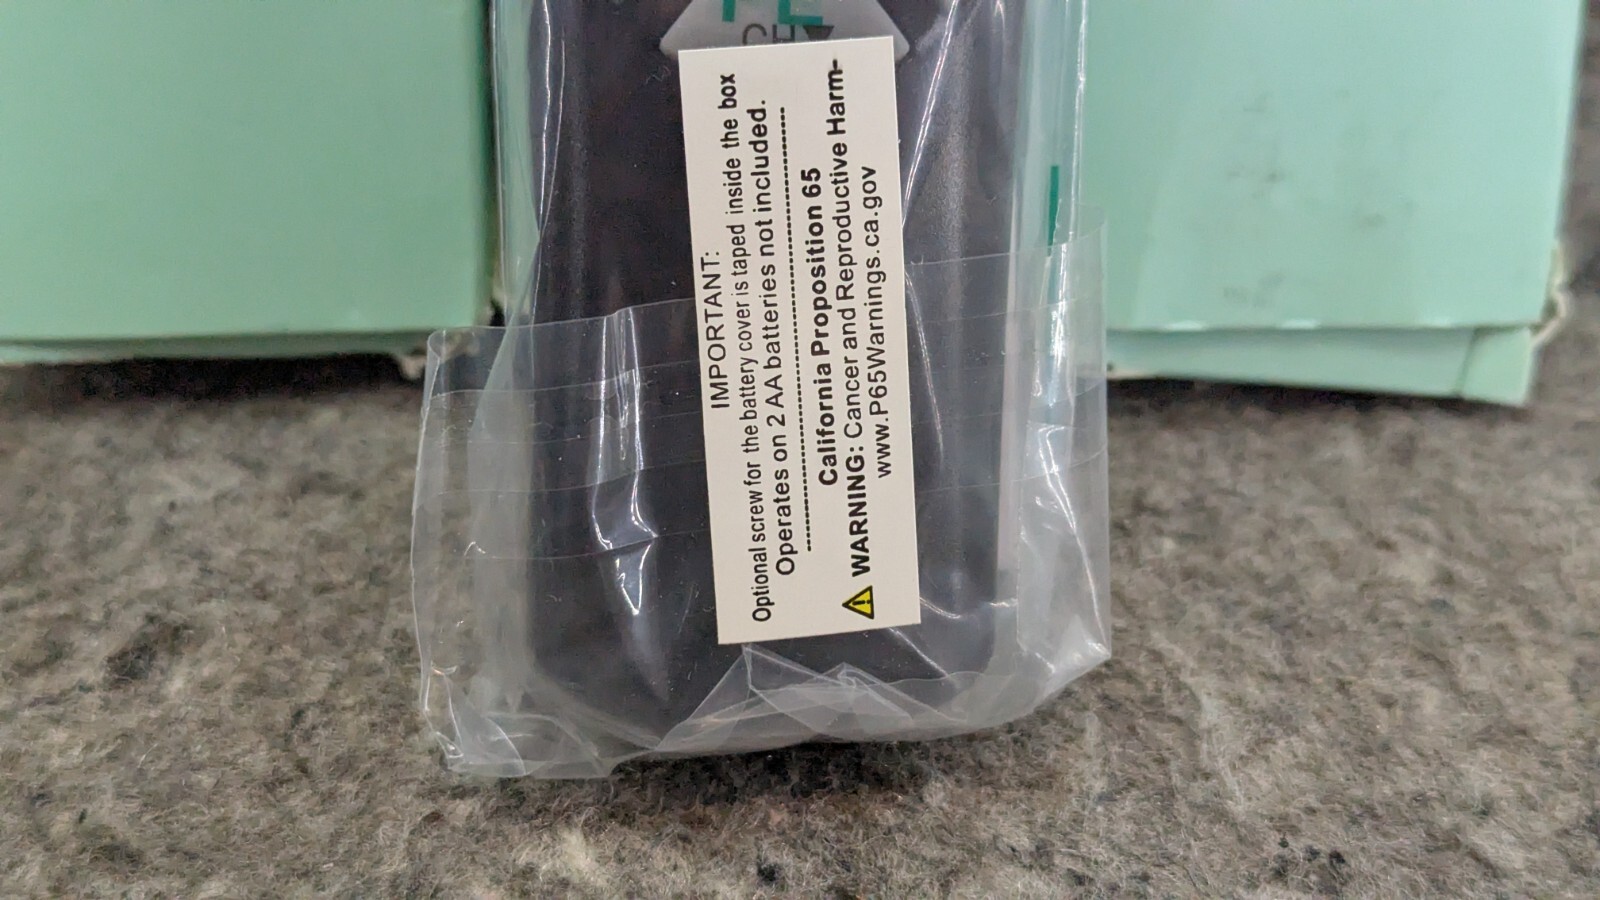 CH▼
IMPORTANT:
Optional screw for the battery cover is taped inside the box
Operates on 2 AA batteries not included.
California Proposition 65
WARNING: Cancer and Reproductive Harm-
www.P65Warnings.ca.gov